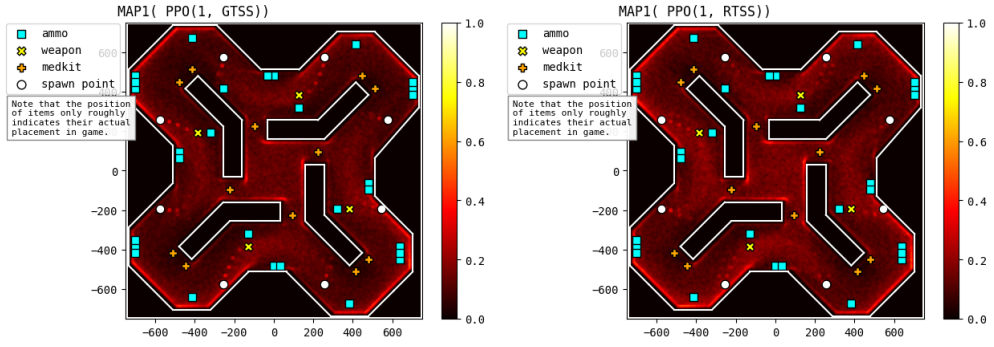 MAP1( PPO(1, GTSS))
ammo
weapon
medkit
spawn point
Note that the position
of items only roughly
indicates their actual
placement in game.
600
0
−200
−400
−600
−600 −400 −200 0 200 400 600
1.0
0.8
0.6
0.4
0.2
0.0
MAP1( PPO(1, RTSS))
ammo
weapon
medkit
spawn point
Note that the position
of items only roughly
indicates their actual
placement in game.
600
0
−200
−400
−600
−600 −400 −200 0 200 400 600
1.0
0.8
0.6
0.4
0.2
0.0